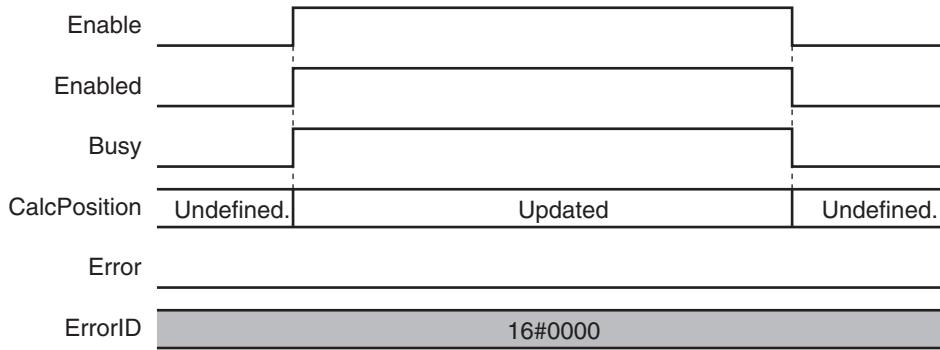 Enable
Enabled
Busy
CalcPosition Undefined. Updated Undefined.
Error
ErrorID 16#0000